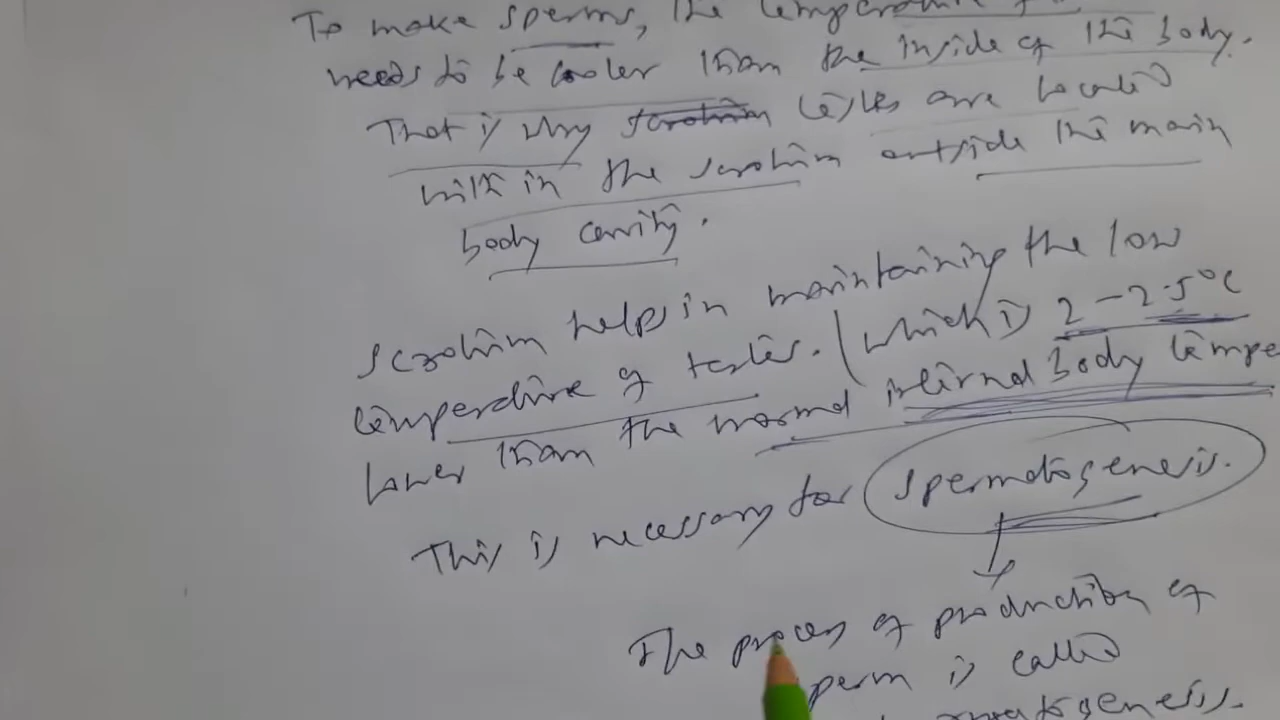 To make sperms, the temperature
needs to be cooler than the inside of the body.
That is why testes are located
with in the scrotum outside the main
body cavity.
Scrotum helps in maintaining the low
temperature of testes. (which is 2-2.5°C
lower than the normal internal body tempe
This is necessary for spermatogenesis.
The process of production of
sperm is called
spermatogenesis.